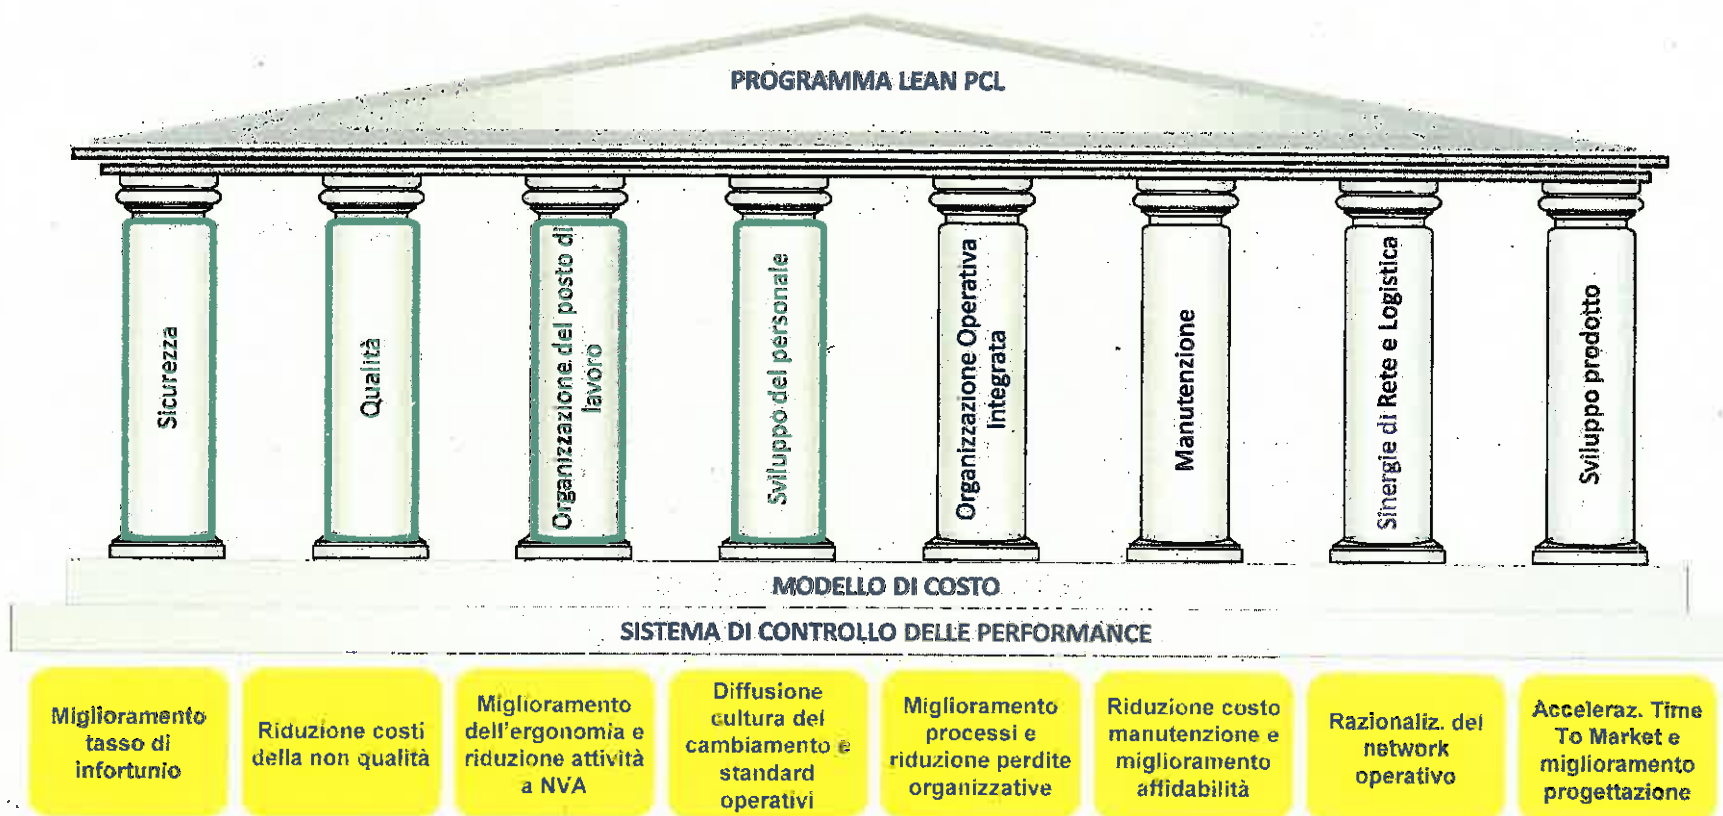 PROGRAMMA LEAN PCL
Sicurezza
Qualità
Organizzazione del posto di
lavoro
Sviluppo del personale
Organizzazione Operativa
Integrata
Manutenzione
Sinergie di Rete e Logistica
Sviluppo prodotto
MODELLO DI COSTO
SISTEMA DI CONTROLLO DELLE PERFORMANCE
Miglioramento
tasso di
infortunio
Riduzione costi
della non qualità
Miglioramento
dell'ergonomia e
riduzione attività
a NVA
Diffusione
cultura del
cambiamento e
standard
operativi
Miglioramento
processi e
riduzione perdite
organizzative
Riduzione costo
manutenzione e
miglioramento
affidabilità
Razionaliz. del
network
operativo
Acceleraz. Time
To Market e
miglioramento
progettazione